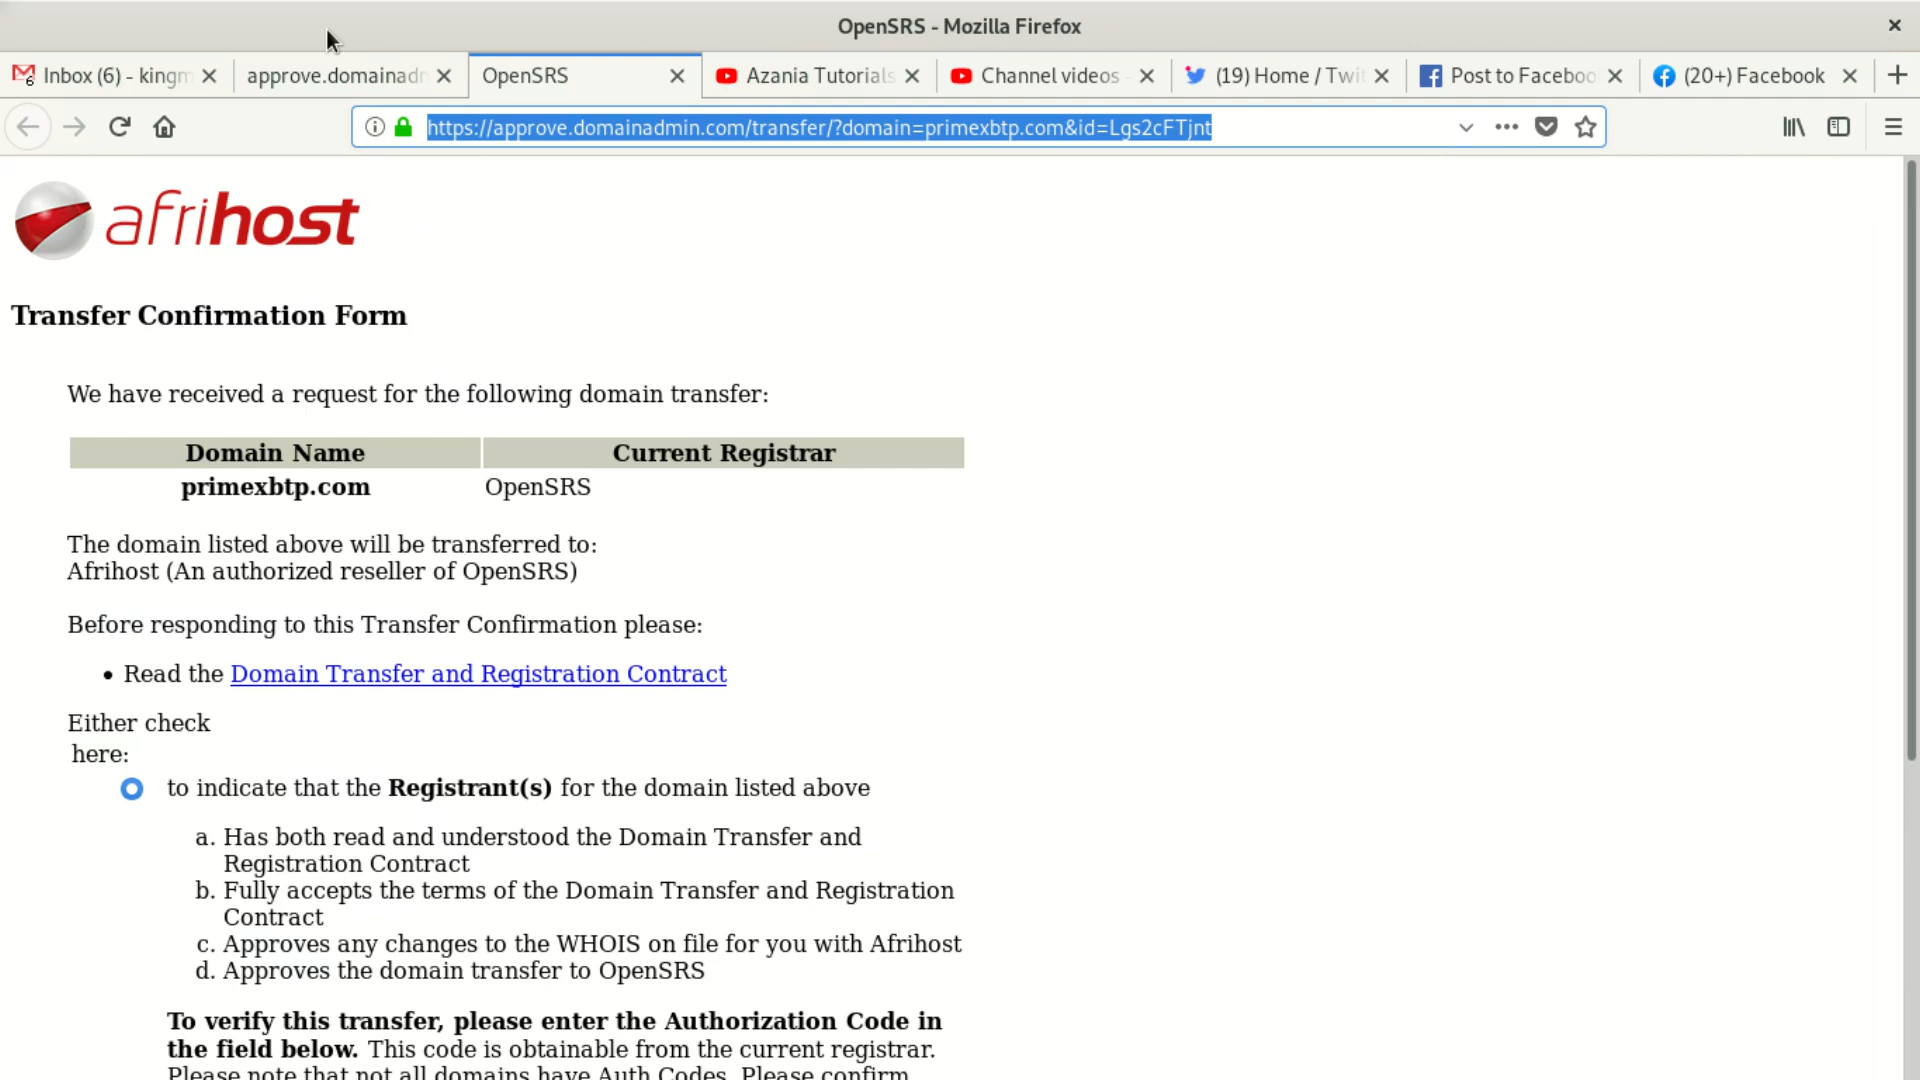 OpenSRS - Mozilla Firefox
Inbox (6) - kingm
approve.domainadn
OpenSRS
Azania Tutorials
Channel videos -
(19) Home / Twit
Post to Faceboo
(20+) Facebook
https://approve.domainadmin.com/transfer/?domain=primexbtp.com&id=Lgs2cFTjnt
afrihost
Transfer Confirmation Form
We have received a request for the following domain transfer:
Domain Name Current Registrar
primexbtp.com OpenSRS
The domain listed above will be transferred to:
Afrihost (An authorized reseller of OpenSRS)
Before responding to this Transfer Confirmation please:
• Read the Domain Transfer and Registration Contract
Either check
here:
to indicate that the Registrant(s) for the domain listed above
a. Has both read and understood the Domain Transfer and
Registration Contract
b. Fully accepts the terms of the Domain Transfer and Registration
Contract
c. Approves any changes to the WHOIS on file for you with Afrihost
d. Approves the domain transfer to OpenSRS
To verify this transfer, please enter the Authorization Code in
the field below. This code is obtainable from the current registrar.
Please note that not all domains have Auth Codes. Please confirm